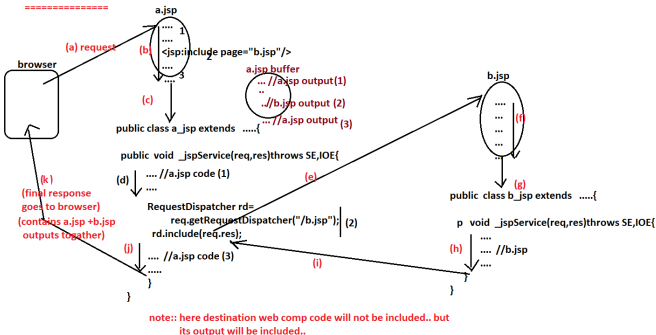 ===============
a.jsp
....
1
(a) request
(b)
....
<jsp:include page="b.jsp"/>
2
....
3
....
browser
a.jsp buffer
... //a.jsp output(1)
..
..//b.jsp output (2)
... //a.jsp output (3)
(c)
b.jsp
....
...
...
...
...
(f)
public class a_jsp extends .....{
public void _jspService(req,res)throws SE,IOE{
(d)
.... //a.jsp code (1)
....
(e)
(g)
public class b_jsp extends ....{
RequestDispatcher rd=
req.getRequestDispatcher("/b.jsp");
rd.include(req.res);
(2)
p void _jspService(req,res)throws SE,IOE{
(h)
....
.... //b.jsp
....
(k)
(final response
goes to browser)
(contains a.jsp +b.jsp
outputs togather)
(j)
.... //a.jsp code (3)
.....
(i)
}
}
}
}
note:: here destination web comp code will not be included.. but
its output will be included..